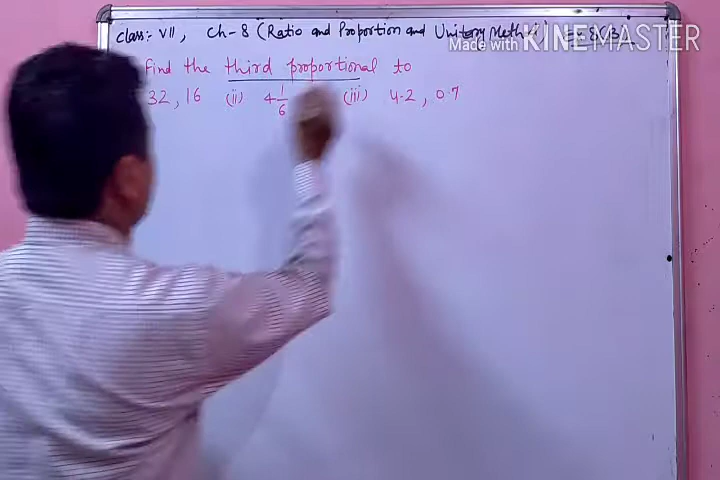 Class:- VII, Ch-8 (Ratio and Proportion and Unitary Method)
Made with KINEMASTER
Find the third proportional to
32, 16 (ii) 4 1/6 (iii) 4.2, 0.7